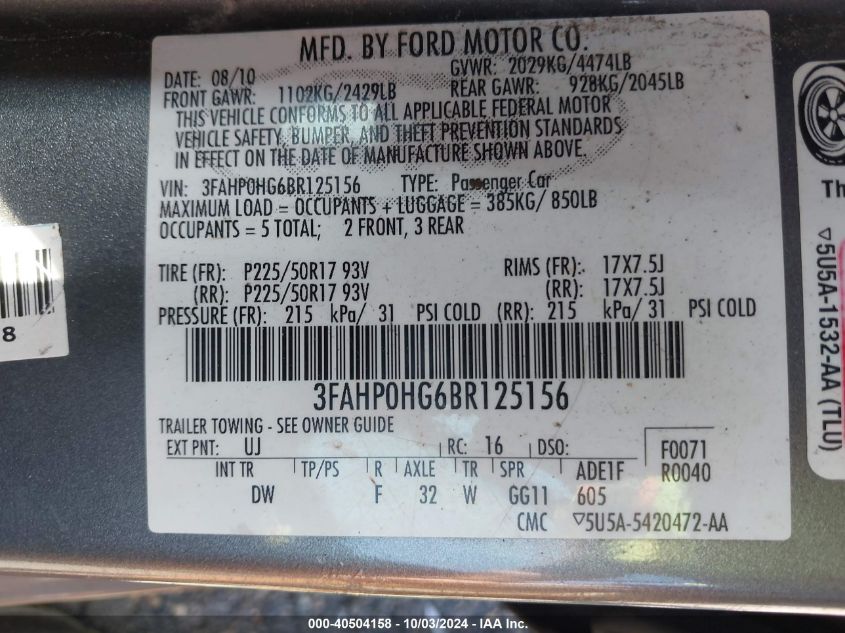 MFD. BY FORD MOTOR CO.
DATE: 08/10 GVWR: 2029KG/4474LB
FRONT GAWR: 1102KG/2429LB REAR GAWR: 928KG/2045LB
THIS VEHICLE CONFORMS TO ALL APPLICABLE FEDERAL MOTOR
VEHICLE SAFETY, BUMPER, AND THEFT PREVENTION STANDARDS
IN EFFECT ON THE DATE OF MANUFACTURE SHOWN ABOVE.
VIN: 3FAHP0HG6BR125156 TYPE: Passenger Car
MAXIMUM LOAD = OCCUPANTS + LUGGAGE = 385KG/ 850LB
OCCUPANTS = 5 TOTAL; 2 FRONT, 3 REAR
TIRE (FR): P225/50R17 93V RIMS (FR): 17X7.5J
(RR): P225/50R17 93V (RR): 17X7.5J
PRESSURE (FR): 215 kPa/ 31 PSI COLD (RR): 215 kPa/ 31 PSI COLD
3FAHP0HG6BR125156
TRAILER TOWING - SEE OWNER GUIDE
EXT PNT: UJ RC: 16 DSO: F0071
INT TR TP/PS R AXLE TR SPR ADE1F R0040
DW F 32 W GG11 605
CMC ▽5U5A-5420472-AA
8
Th
▽5U5A-1532-AA (TLU)
000-40504158 - 10/03/2024 - IAA Inc.